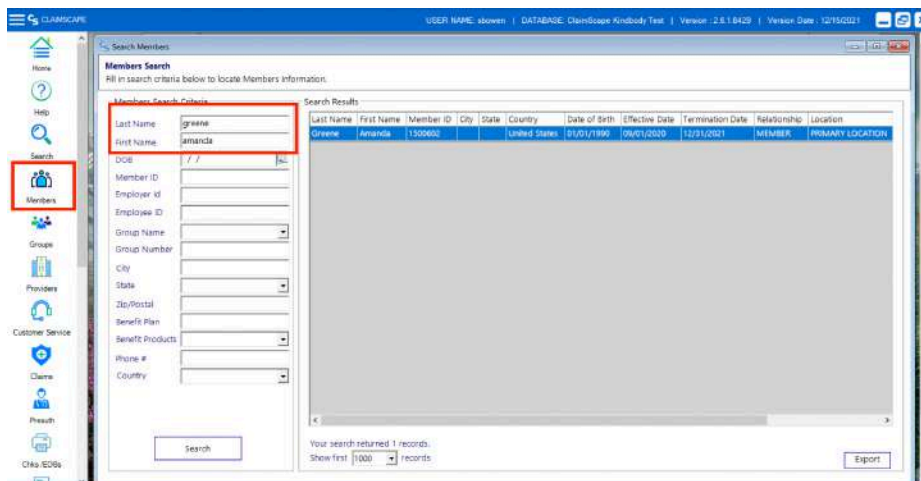 CLAIMSCAPE
USER NAME: sbowen | DATABASE: ClaimScape Kindbody Test | Version : 2.6.1.8429 | Version Date : 12/15/2021
Home
Help
Search
Members
Groups
Providers
Customer Service
Claims
Preauth
Chks /EOBs
Search Members
Members Search
Fill in search criteria below to locate Members information.
Members Search Criteria
Last Name greene
First Name amanda
DOB / /
Member ID
Employer Id
Employee ID
Group Name
Group Number
City
State
Zip/Postal
Benefit Plan
Benefit Products
Phone #
Country
Search
Search Results
Last Name First Name Member ID City State Country Date of Birth Effective Date Termination Date Relationship Location
Greene Amanda 1500602 United States 01/01/1990 09/01/2020 12/31/2021 MEMBER PRIMARY LOCATION
Your search returned 1 records.
Show first 1000 records
Export